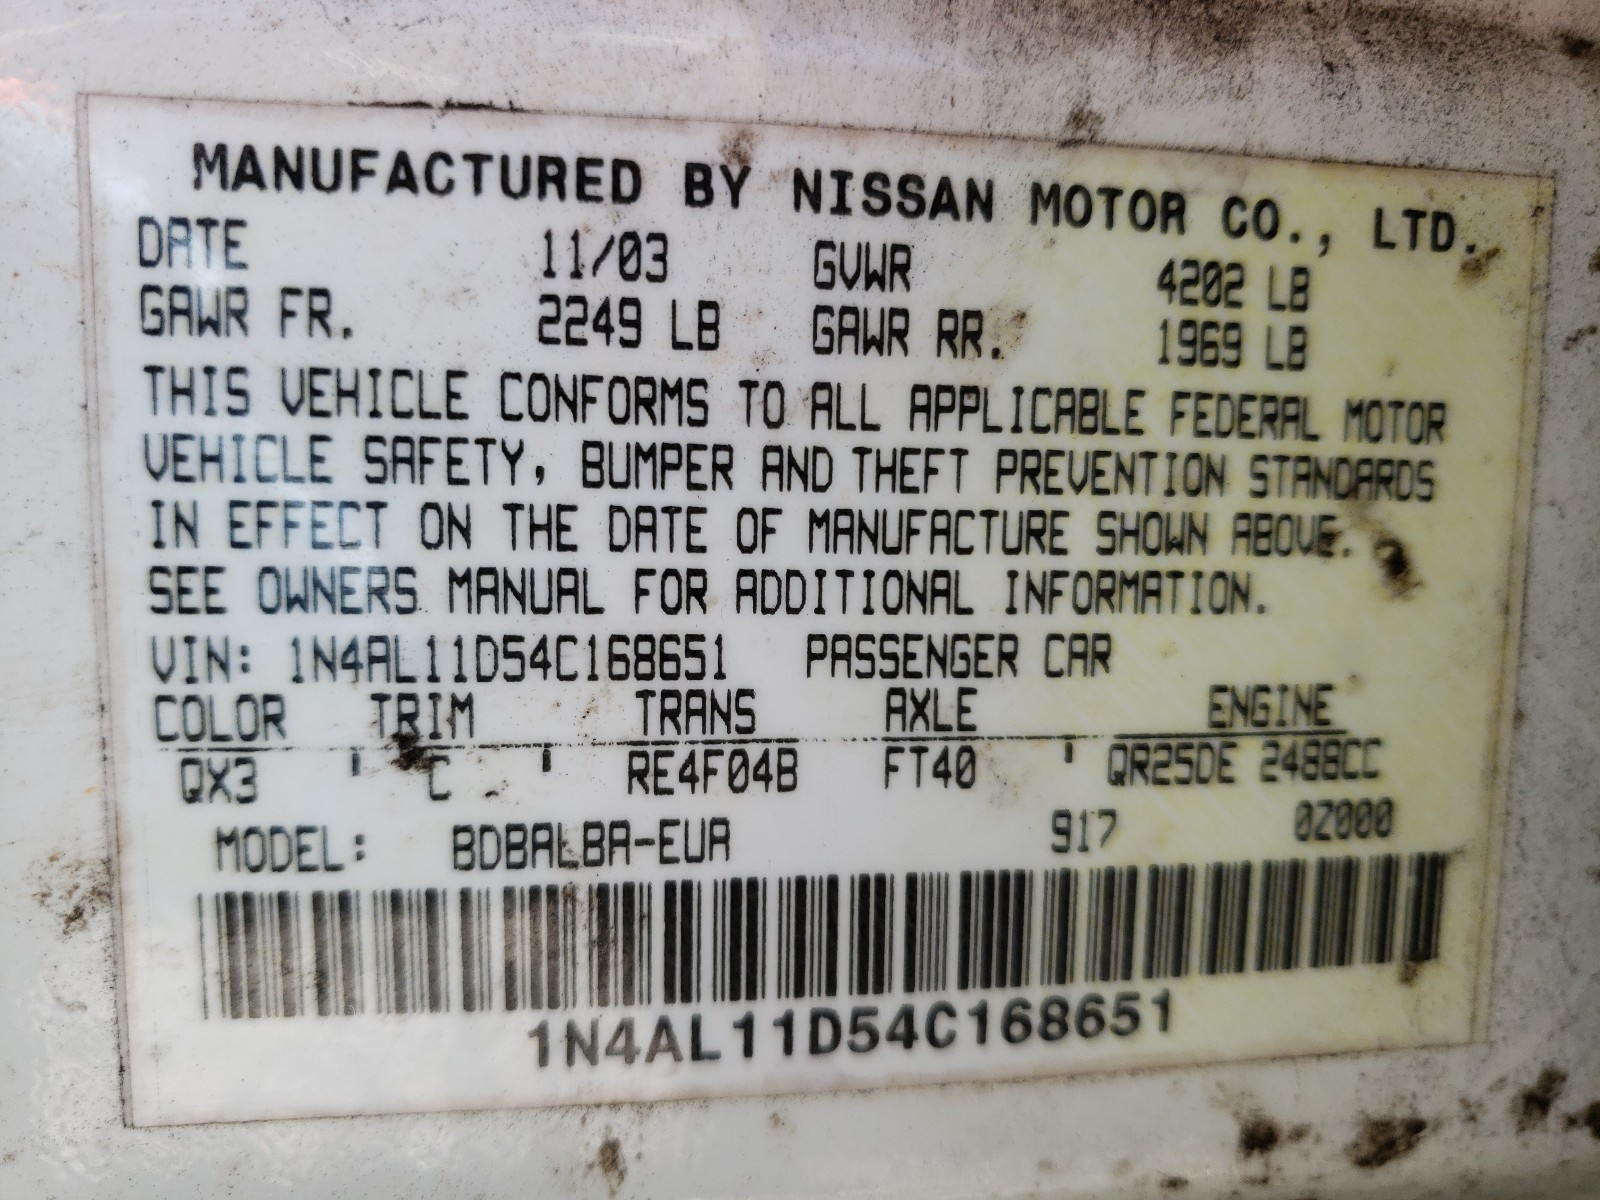 MANUFACTURED BY NISSAN MOTOR CO., LTD.
DATE 11/03 GVWR 4202 LB
GAWR FR. 2249 LB GAWR RR. 1969 LB
THIS VEHICLE CONFORMS TO ALL APPLICABLE FEDERAL MOTOR
VEHICLE SAFETY, BUMPER AND THEFT PREVENTION STANDARDS
IN EFFECT ON THE DATE OF MANUFACTURE SHOWN ABOVE.
SEE OWNERS MANUAL FOR ADDITIONAL INFORMATION.
VIN: 1N4AL11D54C168651 PASSENGER CAR
COLOR TRIM TRANS AXLE ENGINE
QX3 ' C ' RE4F04B FT40 ' QR25DE 2488CC
MODEL: BDBALBA-EUA 917 0Z000
1N4AL11D54C168651